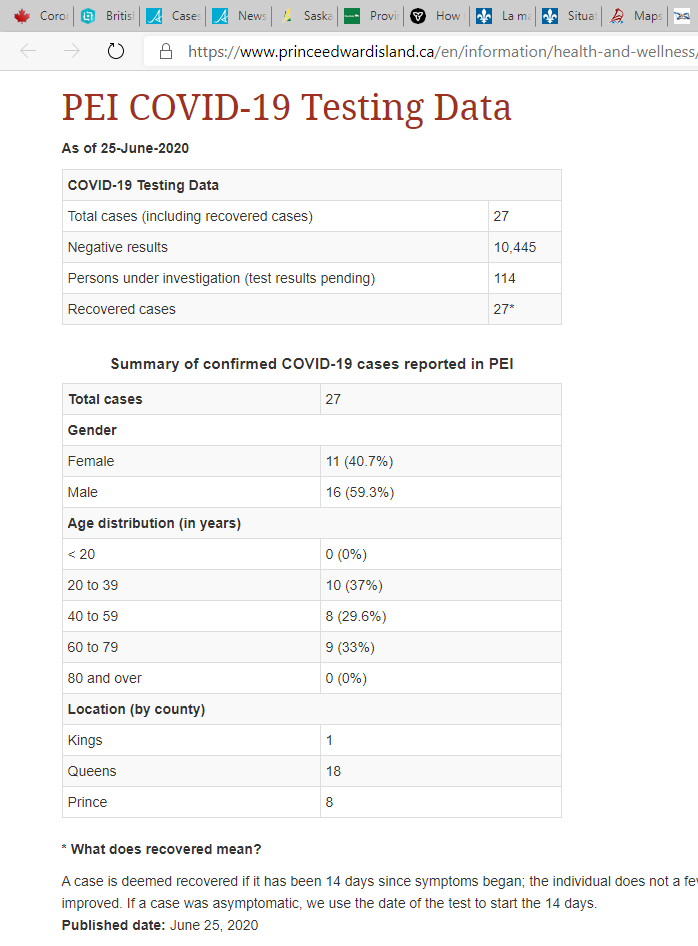 Coror Britis Cases News Saska Provi How La ma Situat Maps
https://www.princeedwardisland.ca/en/information/health-and-wellness/
PEI COVID-19 Testing Data
As of 25-June-2020
COVID-19 Testing Data
Total cases (including recovered cases) 27
Negative results 10,445
Persons under investigation (test results pending) 114
Recovered cases 27*
Summary of confirmed COVID-19 cases reported in PEI
Total cases 27
Gender
Female 11 (40.7%)
Male 16 (59.3%)
Age distribution (in years)
< 20 0 (0%)
20 to 39 10 (37%)
40 to 59 8 (29.6%)
60 to 79 9 (33%)
80 and over 0 (0%)
Location (by county)
Kings 1
Queens 18
Prince 8
* What does recovered mean?
A case is deemed recovered if it has been 14 days since symptoms began; the individual does not a fev
improved. If a case was asymptomatic, we use the date of the test to start the 14 days.
Published date: June 25, 2020